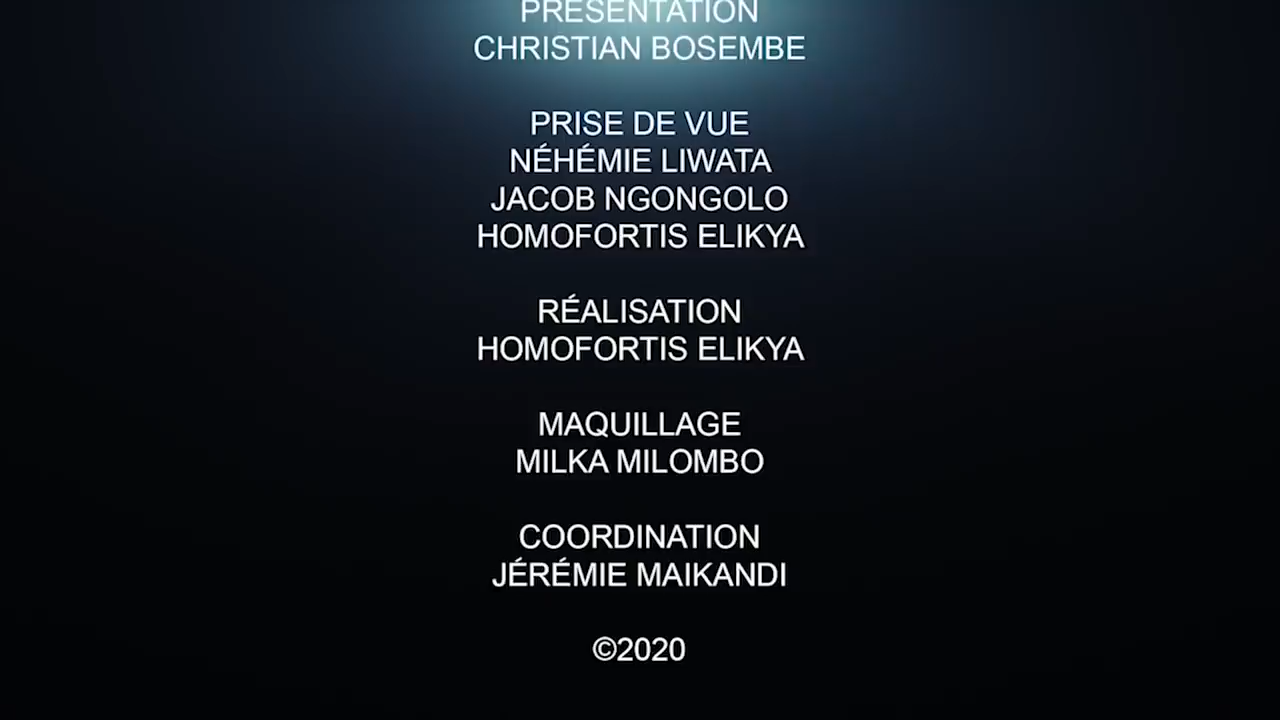 PRÉSENTATION
CHRISTIAN BOSEMBE
PRISE DE VUE
NÉHÉMIE LIWATA
JACOB NGONGOLO
HOMOFORTIS ELIKYA
RÉALISATION
HOMOFORTIS ELIKYA
MAQUILLAGE
MILKA MILOMBO
COORDINATION
JÉRÉMIE MAIKANDI
©2020